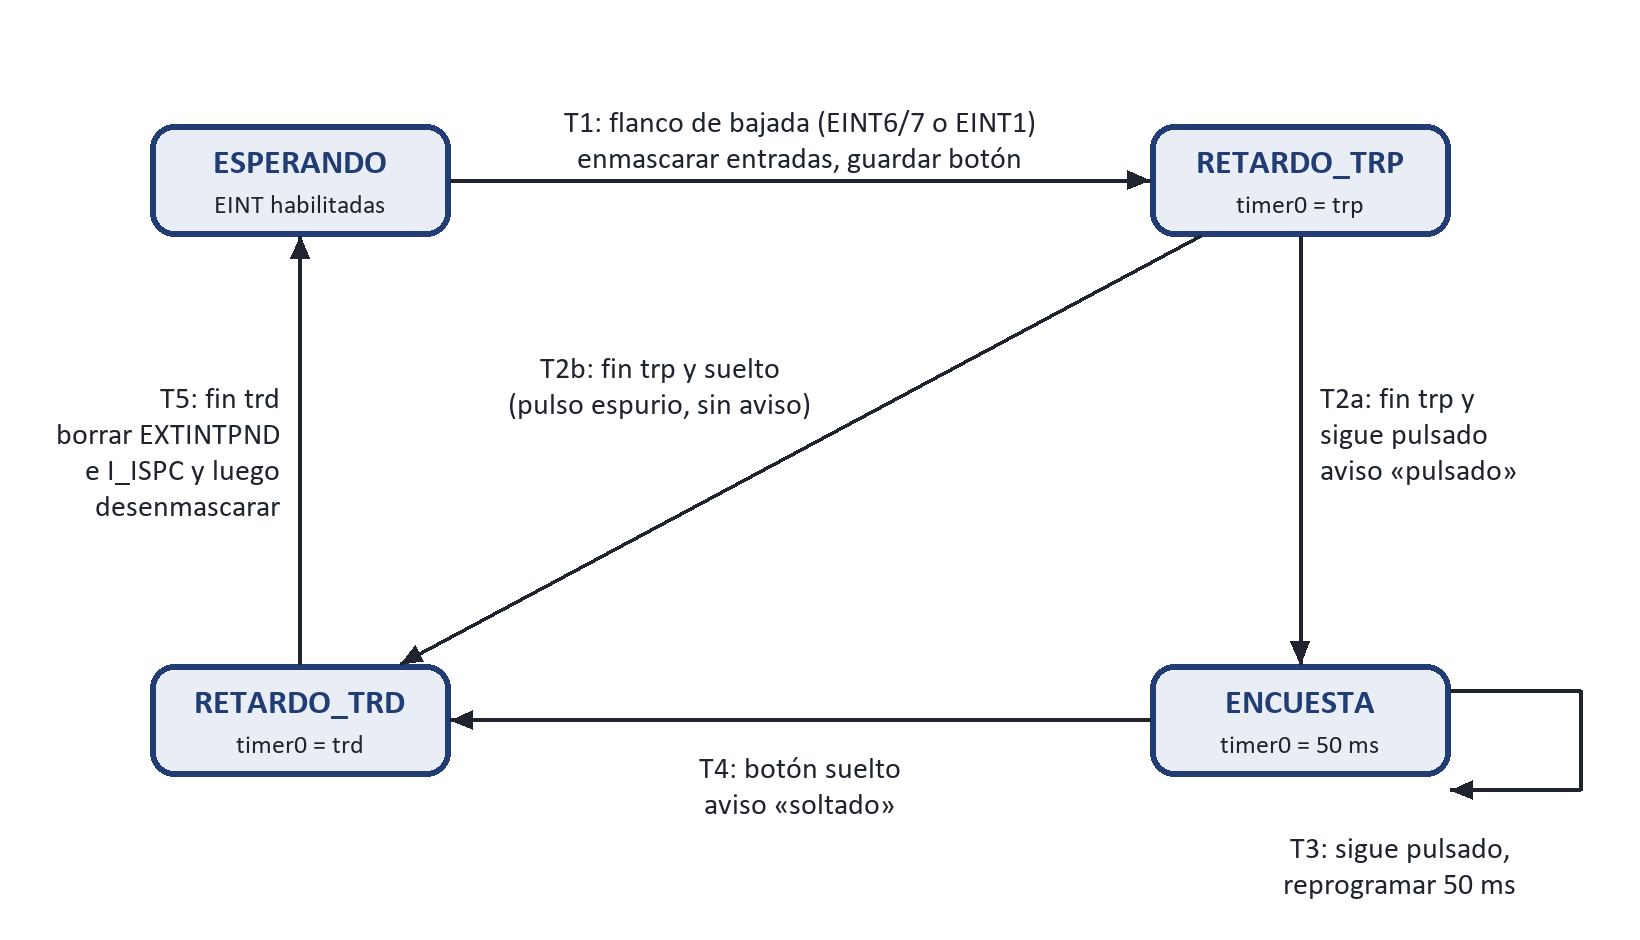 T1: flanco de bajada (EINT6/7 o EINT1)
enmascarar entradas, guardar botón
ESPERANDO
EINT habilitadas
RETARDO_TRP
timer0 = trp
T2b: fin trp y suelto
(pulso espurio, sin aviso)
T5: fin trd
borrar EXTINTPND
e I_ISPC y luego
desenmascarar
T2a: fin trp y
sigue pulsado
aviso «pulsado»
RETARDO_TRD
timer0 = trd
ENCUESTA
timer0 = 50 ms
T4: botón suelto
aviso «soltado»
T3: sigue pulsado,
reprogramar 50 ms